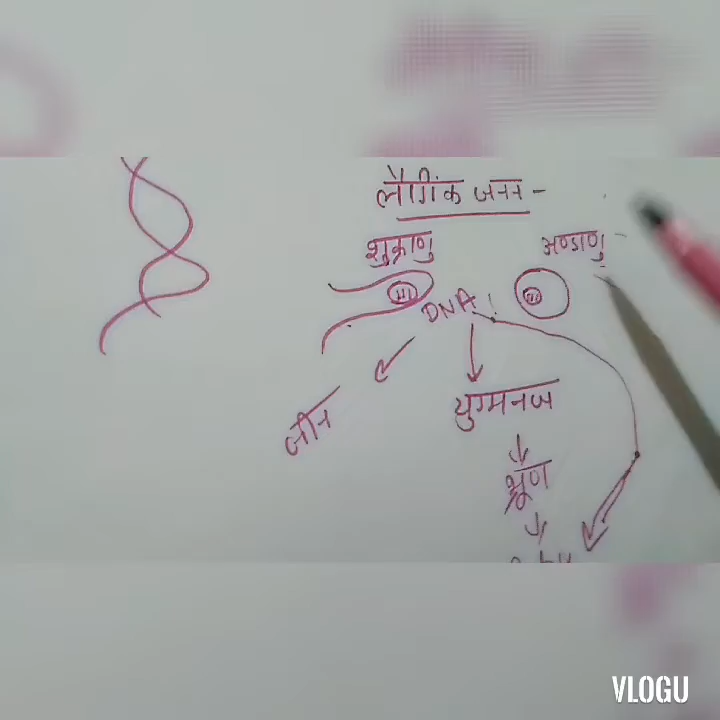 लैंगिक जनन -
शुक्राणु
अण्डाणु -
DNA
जीन
युग्मनज
भ्रूण
VLOGU